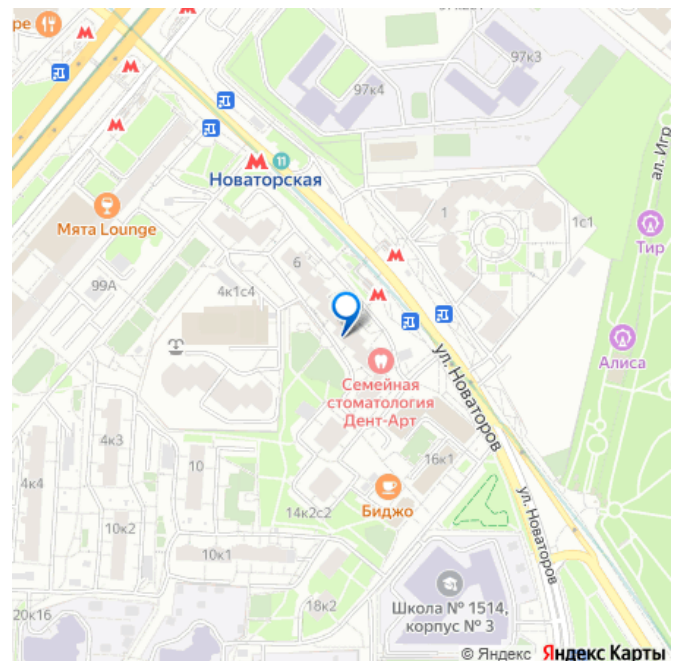 ре
97к3
97к4
11
Новаторская
ал. Игр
1
1с1
Тир
Мята Lounge
6
99А
4к1с4
Алиса
ул. Новаторов
Семейная
стоматология
Дент-Арт
4к3
16к1
10
4к4
Биджо
ул. Новаторов
14к2с2
10к2
10к1
Школа № 1514,
корпус № 3
18к2
20к16
© Яндекс Яндекс Карты